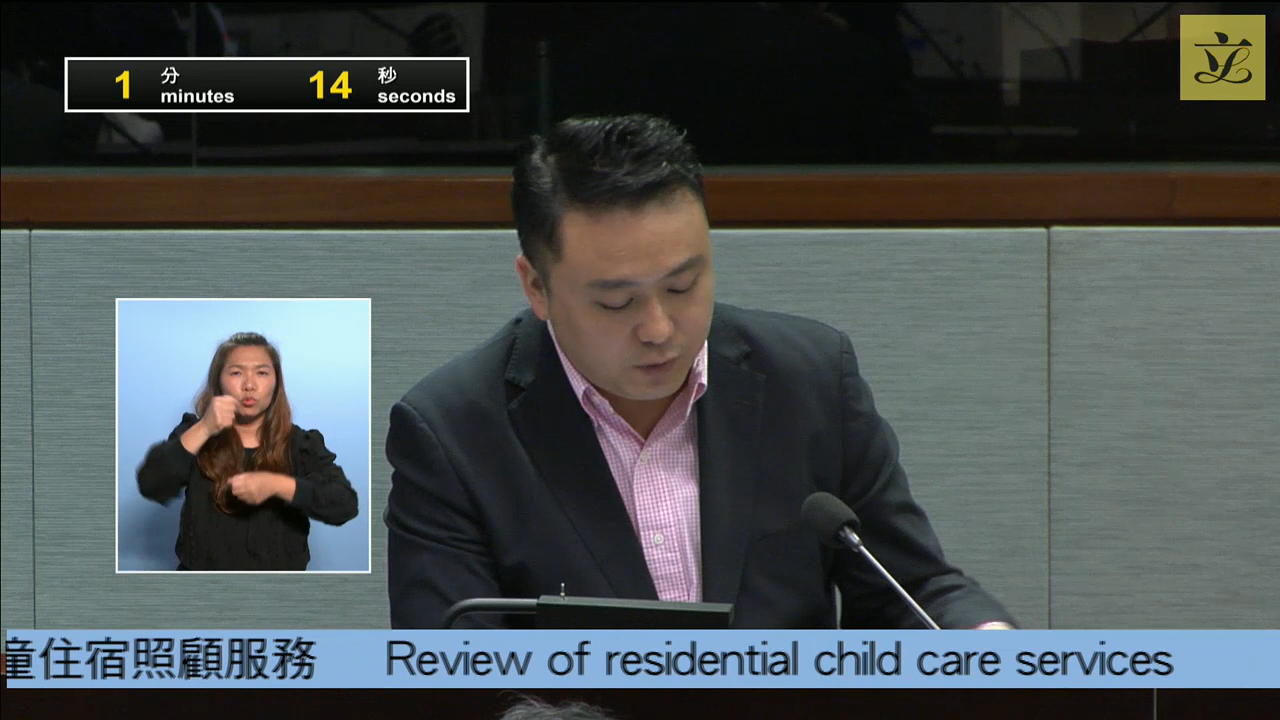 1 分 minutes 14 秒 seconds
立
童住宿照顧服務 Review of residential child care services